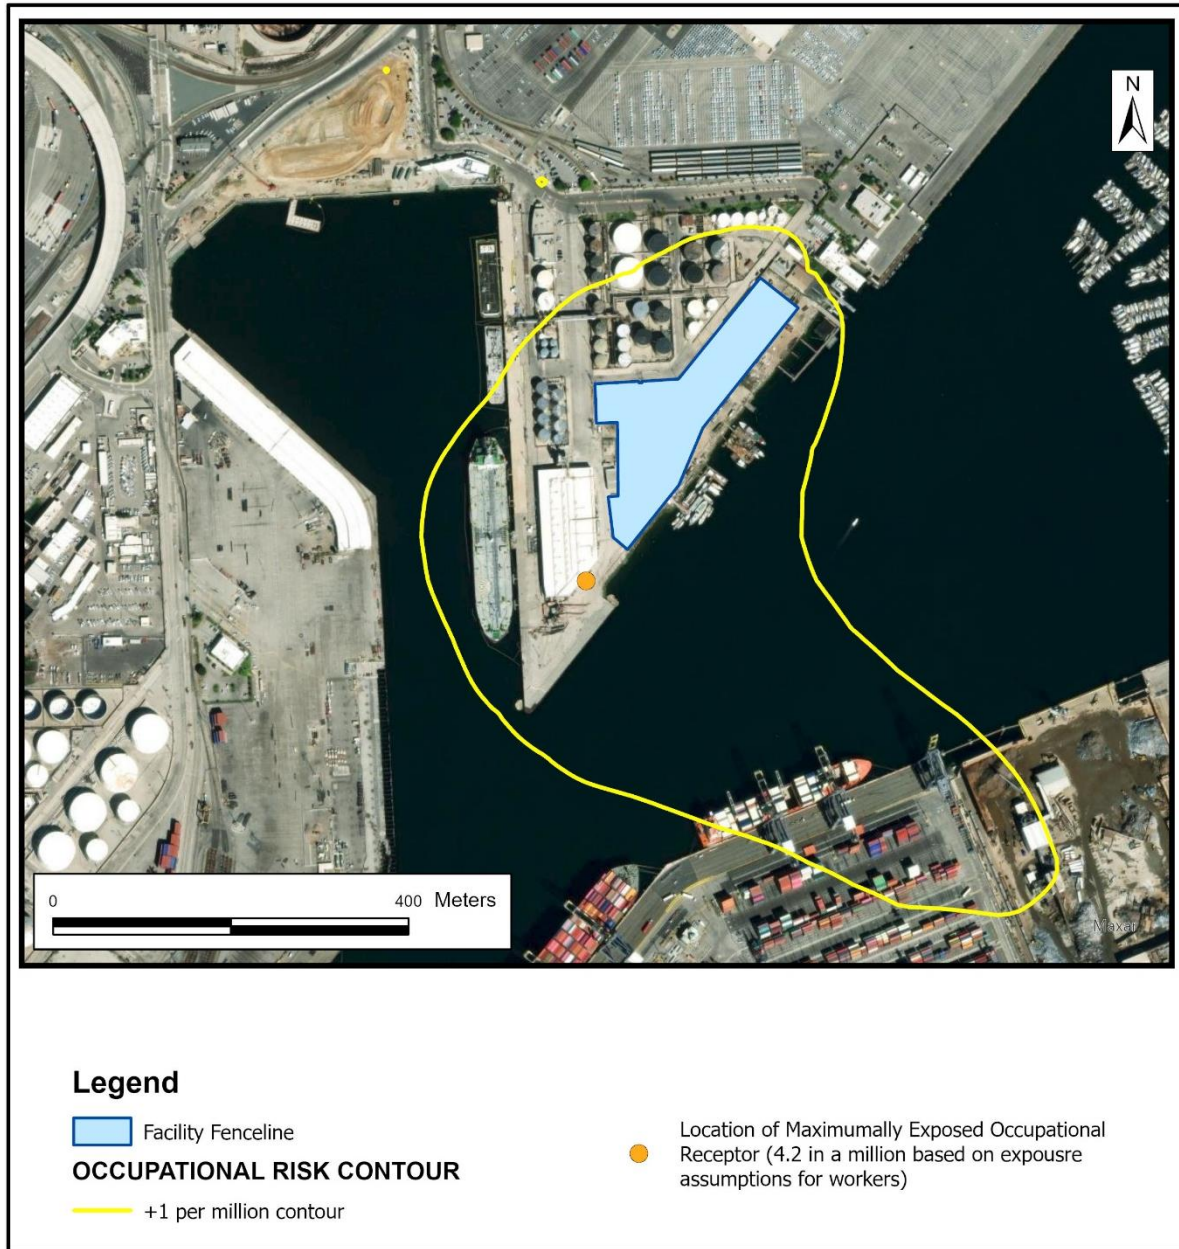 N
0 400 Meters
Maxar
Legend
Facility Fenceline
OCCUPATIONAL RISK CONTOUR
+1 per million contour
Location of Maximumally Exposed Occupational
Receptor (4.2 in a million based on expousre
assumptions for workers)